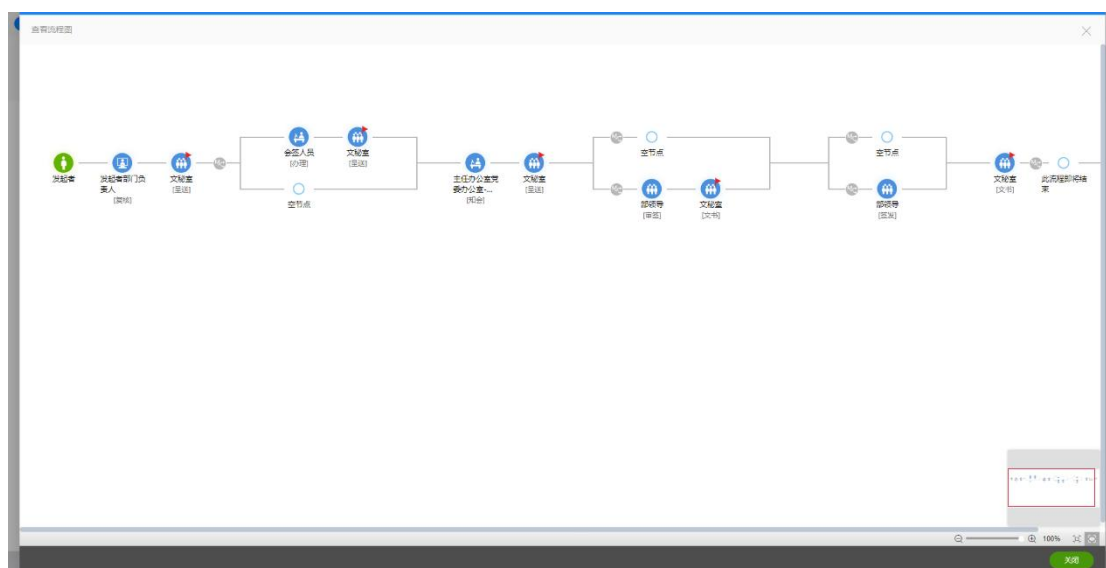 查看流程图
发起者
发起者部门负
责人
[复核]
文秘室
[呈送]
会签人员
[办理]
文秘室
[呈送]
空节点
主任办公室党
委办公室-...
[知会]
文秘室
[呈送]
空节点
部领导
[审签]
文秘室
[文书]
空节点
部领导
[签发]
文秘室
[文书]
此流程即将结
束
100%
关闭